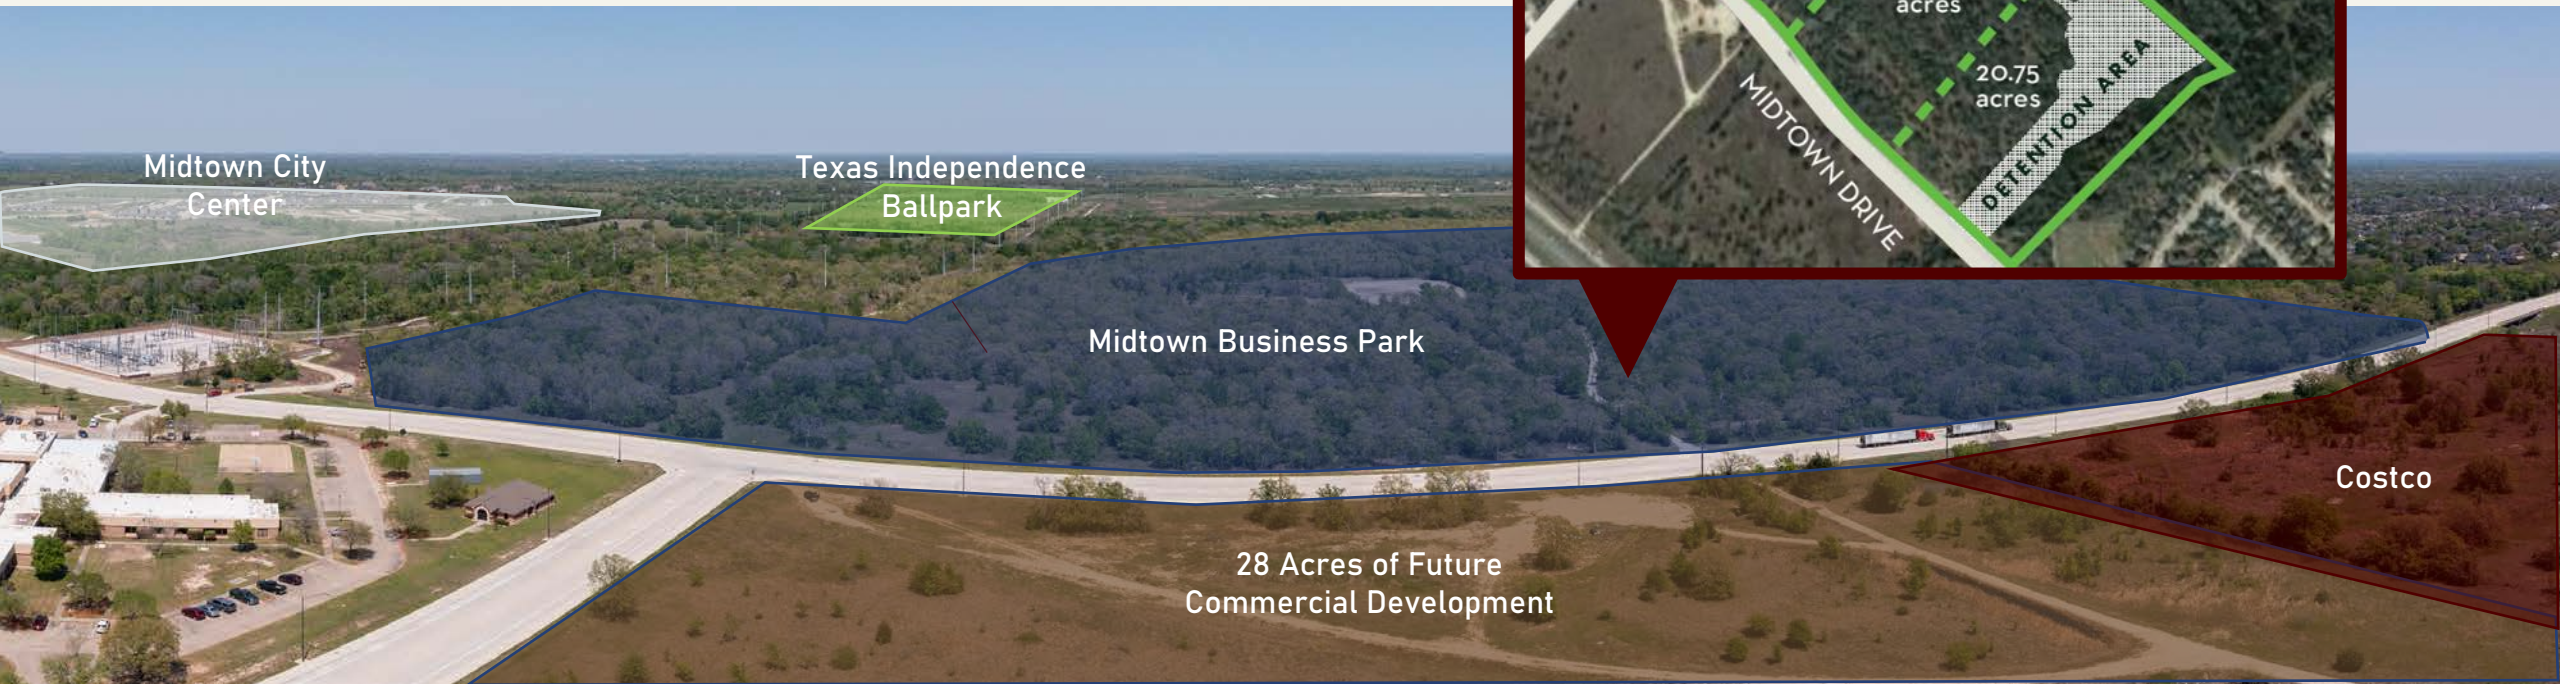 acres
20.75
acres
DETENTION AREA
MIDTOWN DRIVE
Midtown City
Center
Texas Independence
Ballpark
Midtown Business Park
Costco
28 Acres of Future
Commercial Development